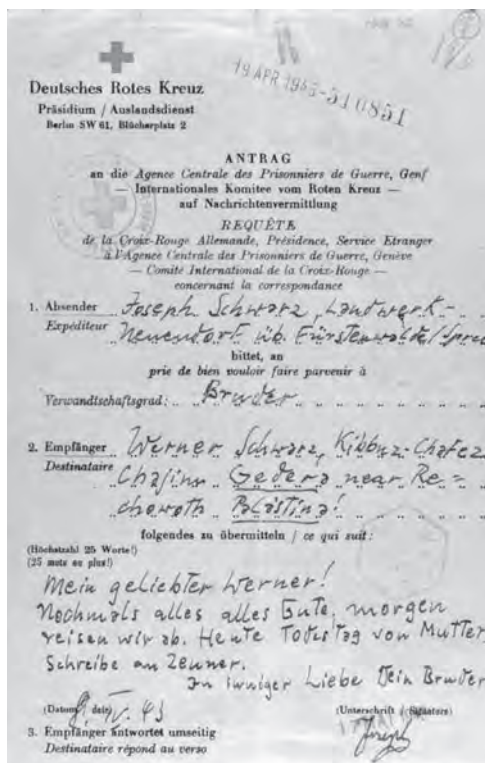 19 APR 1943-510851
Deutsches Rotes Kreuz
Präsidium / Auslandsdienst
Berlin SW 61, Blücherplatz 2
ANTRAG
an die Agence Centrale des Prisonniers de Guerre, Genf
— Internationales Komitee vom Roten Kreuz —
auf Nachrichtenvermittlung
REQUÊTE
de la Croix-Rouge Allemande, Présidence, Service Etranger
à l'Agence Centrale des Prisonniers de Guerre, Genève
— Comité International de la Croix-Rouge —
concernant la correspondance
1. Absender Joseph Schwarz, Landwerk-
Expéditeur Neuendorf üb. Fürstenwalde/Spree
bittet, an
prie de bien vouloir faire parvenir à
Verwandtschaftsgrad: Bruder
2. Empfänger Werner Schwarz, Kibbuz-Chafez
Destinataire Chajim Gedera near Re=
chowoth Palästina!
folgendes zu übermitteln / ce qui suit:
(Höchstzahl 25 Worte!)
(25 mots au plus!)
Mein geliebter Werner!
Nochmals alles alles Gute, morgen
reisen wir ab. Heute Todestag von Mutter
Schreibe an Zeuner.
In inniger Liebe Dein Bruder
(Datum / date) 9. IV. 43
(Unterschrift / Signature)
Joseph
3. Empfänger antwortet umseitig
Destinataire répond au verso